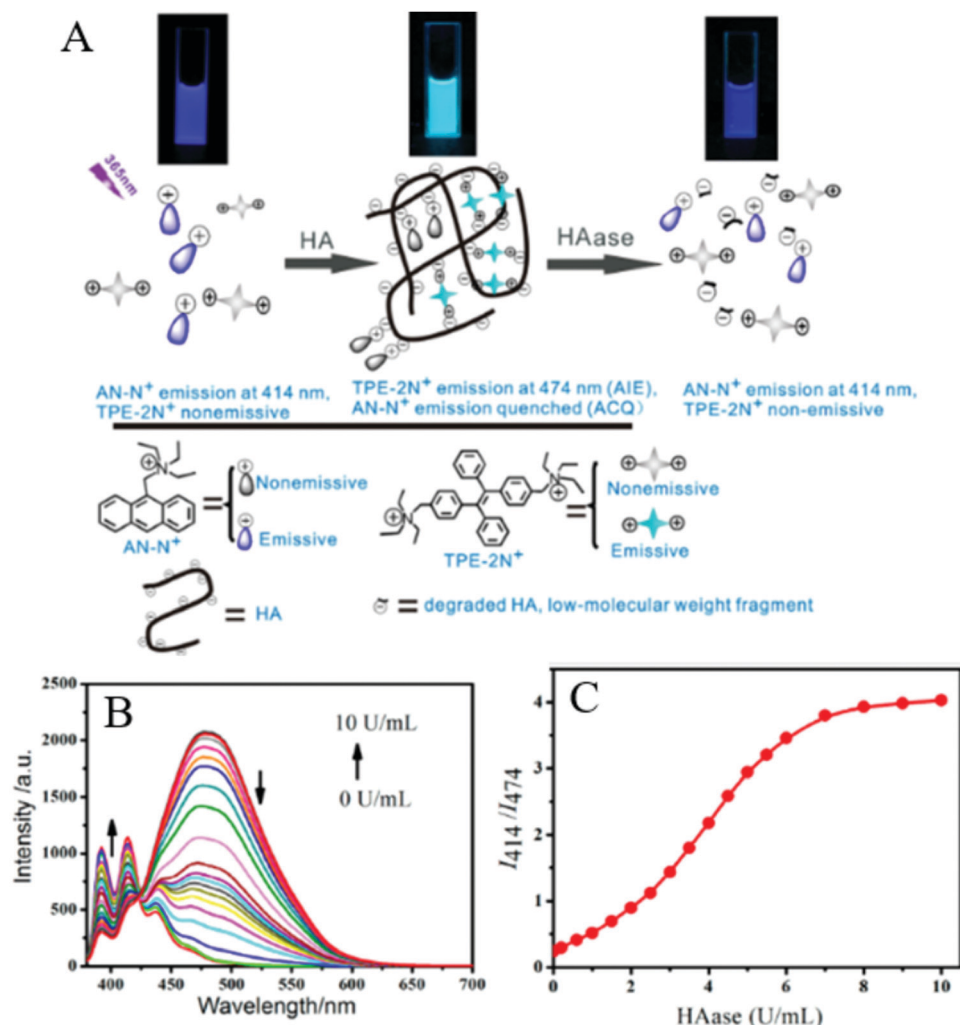 A
365nm
HA
HAase
AN-N⁺ emission at 414 nm,
TPE-2N⁺ nonemissive
TPE-2N⁺ emission at 474 nm (AIE),
AN-N⁺ emission quenched (ACQ)
AN-N⁺ emission at 414 nm,
TPE-2N⁺ non-emissive
N
AN-N⁺
=
Nonemissive
Emissive
N
N
TPE-2N⁺
=
Nonemissive
Emissive
= HA
= degraded HA, low-molecular weight fragment
B
2500
2000
1500
1000
500
0
Intensity /a.u.
10 U/mL
0 U/mL
400 450 500 550 600 650 700
Wavelength/nm
C
4
3
2
1
0
I414 /I474
0 2 4 6 8 10
HAase (U/mL)